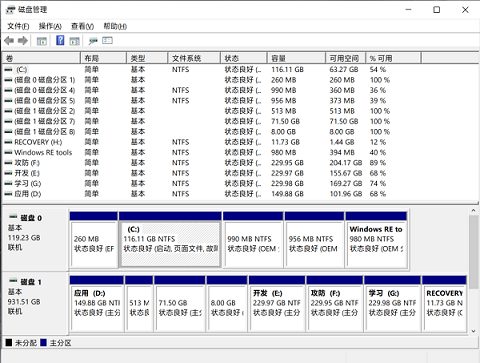 磁盘管理
文件(F) 操作(A) 查看(V) 帮助(H)
卷 布局 类型 文件系统 状态 容量 可用空间 % 可用
(C:) 简单 基本 NTFS 状态良好 (.. 116.11 GB 63.27 GB 54 %
(磁盘 0 磁盘分区 1) 简单 基本 状态良好 (.. 260 MB 260 MB 100 %
(磁盘 0 磁盘分区 4) 简单 基本 NTFS 状态良好 (.. 990 MB 360 MB 36 %
(磁盘 0 磁盘分区 5) 简单 基本 NTFS 状态良好 (.. 956 MB 373 MB 39 %
(磁盘 1 磁盘分区 2) 简单 基本 状态良好 (.. 513 MB 513 MB 100 %
(磁盘 1 磁盘分区 7) 简单 基本 状态良好 (.. 71.50 GB 71.50 GB 100 %
(磁盘 1 磁盘分区 8) 简单 基本 状态良好 (.. 8.00 GB 8.00 GB 100 %
RECOVERY (H:) 简单 基本 NTFS 状态良好 (.. 11.73 GB 1.44 GB 12 %
Windows RE tools 简单 基本 NTFS 状态良好 (.. 980 MB 394 MB 40 %
攻防 (F:) 简单 基本 NTFS 状态良好 (.. 229.95 GB 204.17 GB 89 %
开发 (E:) 简单 基本 NTFS 状态良好 (.. 229.97 GB 155.67 GB 68 %
学习 (G:) 简单 基本 NTFS 状态良好 (.. 229.98 GB 169.27 GB 74 %
应用 (D:) 简单 基本 NTFS 状态良好 (.. 149.88 GB 101.96 GB 68 %
磁盘 0
基本
119.23 GB
联机
260 MB
状态良好 (EF
(C:)
116.11 GB NTFS
状态良好 (启动, 页面文件, 故障
990 MB NTFS
状态良好 (OEM
956 MB NTFS
状态良好 (OEM
Windows RE to
980 MB NTFS
状态良好 (OEM
磁盘 1
基本
931.51 GB
联机
应用 (D:)
149.88 GB NTF
状态良好 (主分
513 M
状态良
71.50 GB
状态良好 (主分
8.00 GB
状态良好 (
开发 (E:)
229.97 GB NTF
状态良好 (主分
攻防 (F:)
229.95 GB NTF
状态良好 (主分
学习 (G:)
229.98 GB NTF
状态良好 (主分
RECOVERY
11.73 GB N
状态良好 (C
未分配 主分区